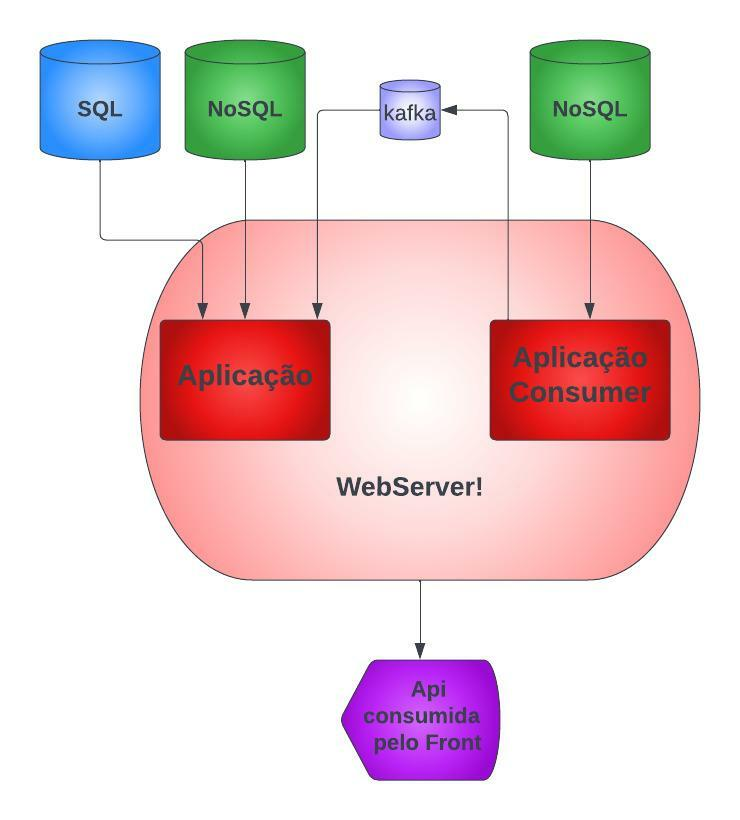 SQL
NoSQL
kafka
NoSQL
Aplicação
Aplicação
Consumer
WebServer!
Api
consumida
pelo Front